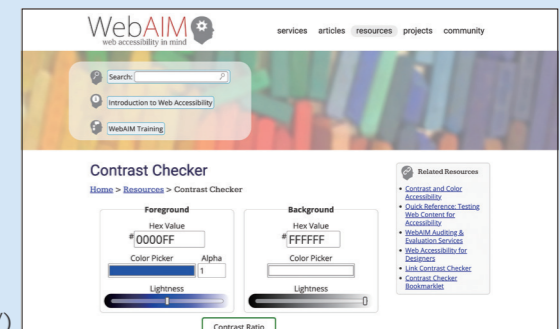 WebAIM
web accessibility in mind
services articles resources projects community
Search:
Introduction to Web Accessibility
WebAIM Training
Contrast Checker
Home > Resources > Contrast Checker
Foreground
Hex Value
#0000FF
Color Picker Alpha
1
Lightness
Background
Hex Value
#FFFFFF
Color Picker
Lightness
Contrast Ratio
Related Resources
• Contrast and Color
Accessibility
• Quick Reference: Testing
Web Content for
Accessibility
• WebAIM Auditing &
Evaluation Services
• Web Accessibility for
Designers
• Link Contrast Checker
• Contrast Checker
Bookmarklet